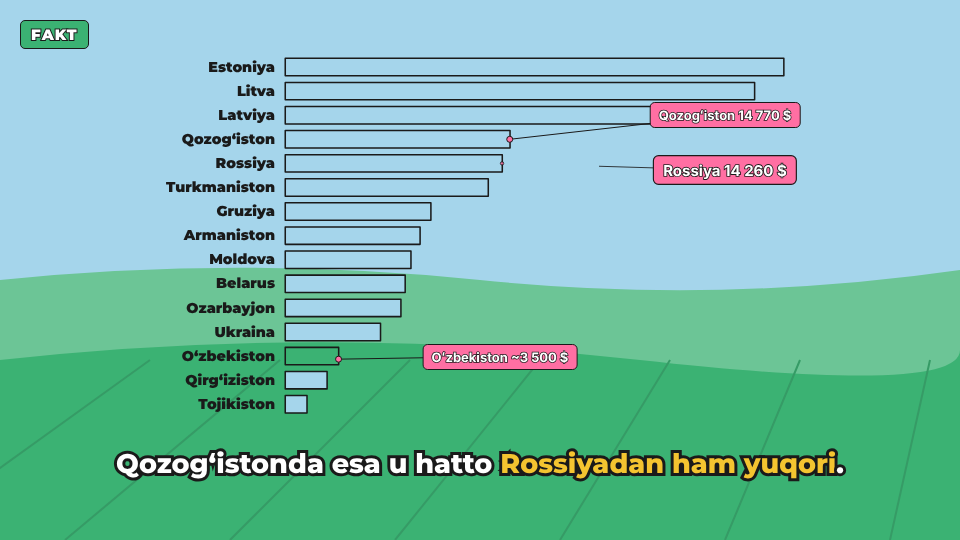 FAKT
Estoniya
Litva
Latviya
Qozog‘iston 14 770 $
Qozog‘iston
Rossiya
Rossiya 14 260 $
Turkmaniston
Gruziya
Armaniston
Moldova
Belarus
Ozarbayjon
Ukraina
O‘zbekiston
O‘zbekiston ~3 500 $
Qirg‘iziston
Tojikiston
Qozog‘istonda esa u hatto Rossiyadan ham yuqori.